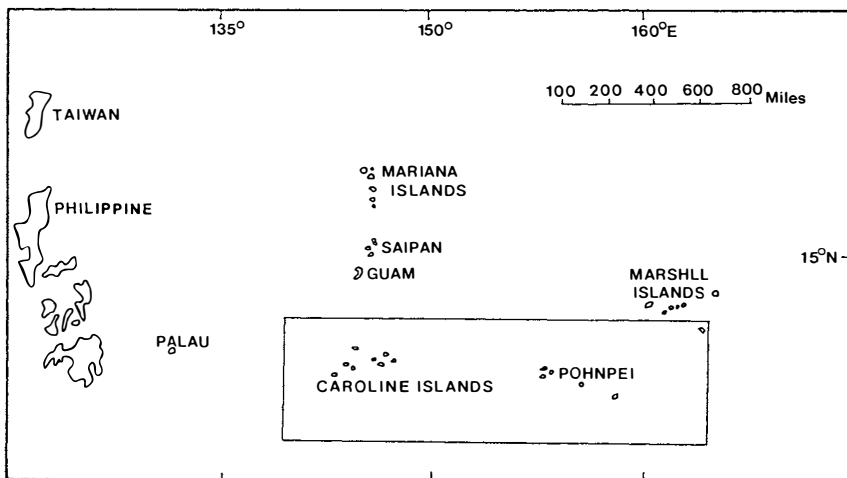 135° 150° 160°E
100 200 400 600 800 Miles
TAIWAN
MARIANA
ISLANDS
PHILIPPINE
SAIPAN
15°N
GUAM
MARSHLL
ISLANDS
PALAU
CAROLINE ISLANDS
POHNPEI